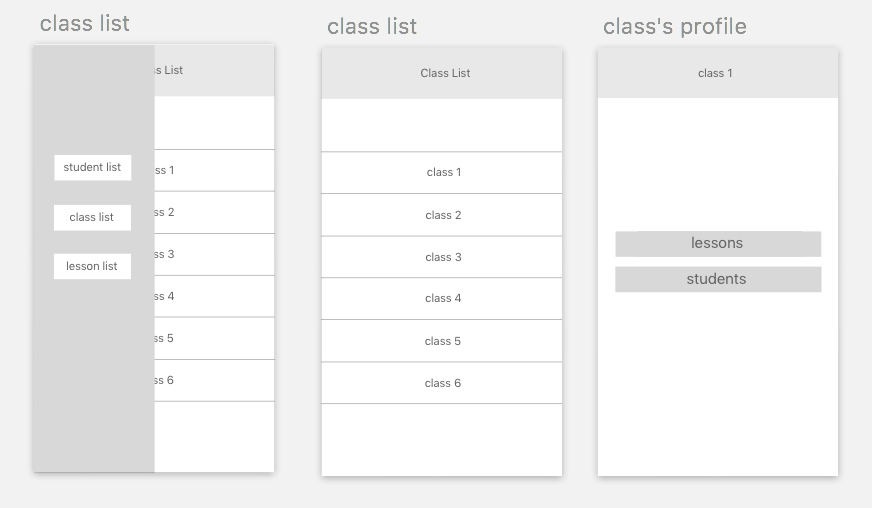 class list
ss List
student list
class list
lesson list
ss 1
ss 2
ss 3
ss 4
ss 5
ss 6
class list
Class List
class 1
class 2
class 3
class 4
class 5
class 6
class's profile
class 1
lessons
students